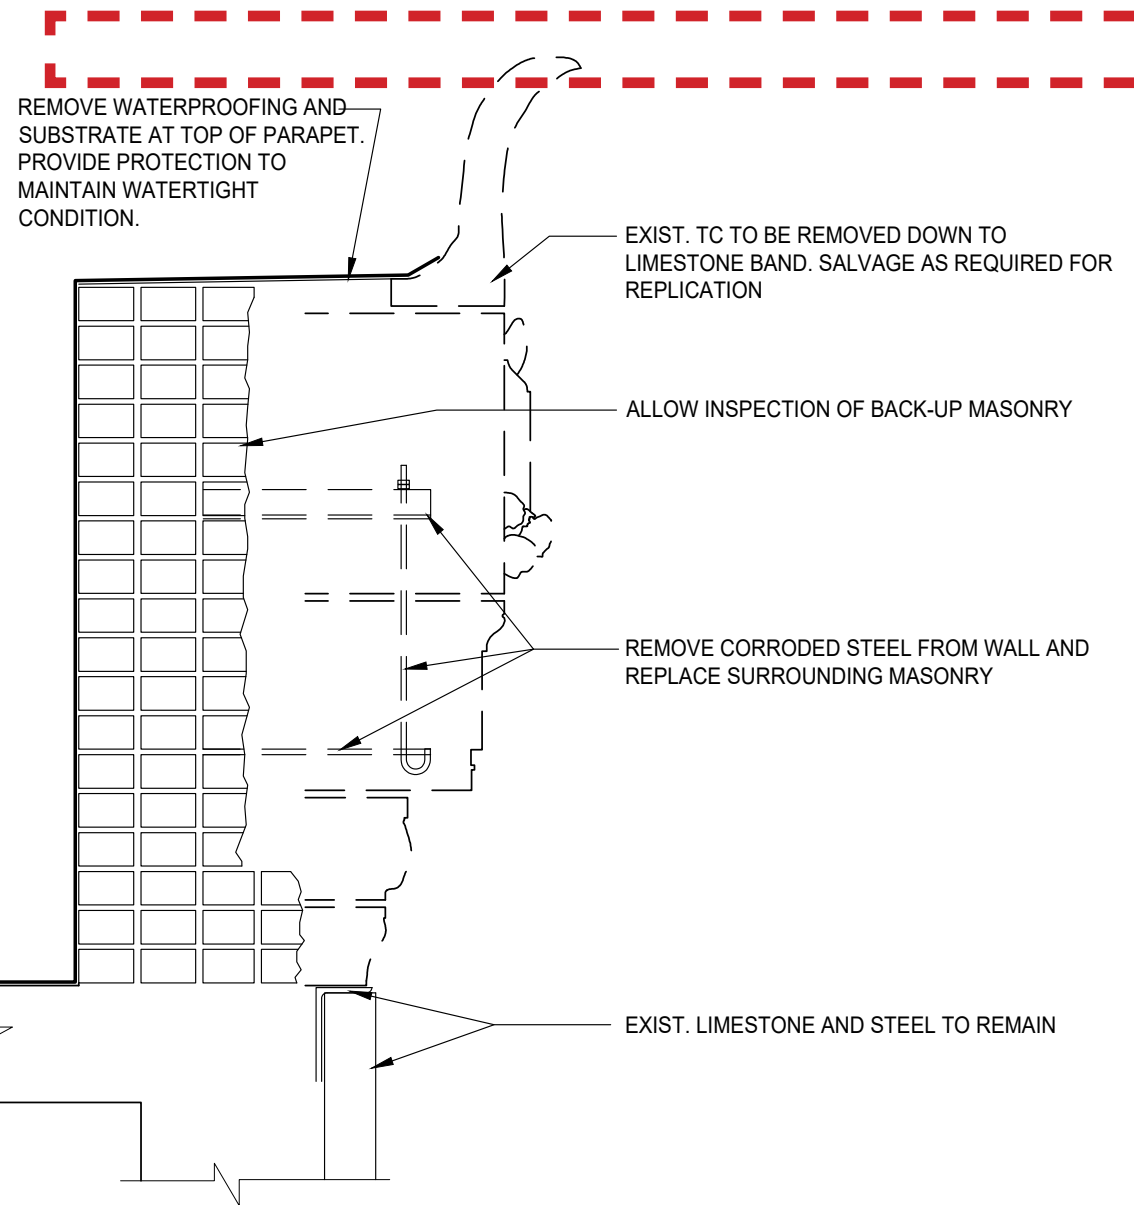 REMOVE WATERPROOFING AND
SUBSTRATE AT TOP OF PARAPET.
PROVIDE PROTECTION TO
MAINTAIN WATERTIGHT
CONDITION.
EXIST. TC TO BE REMOVED DOWN TO
LIMESTONE BAND. SALVAGE AS REQUIRED FOR
REPLICATION
ALLOW INSPECTION OF BACK-UP MASONRY
REMOVE CORRODED STEEL FROM WALL AND
REPLACE SURROUNDING MASONRY
EXIST. LIMESTONE AND STEEL TO REMAIN